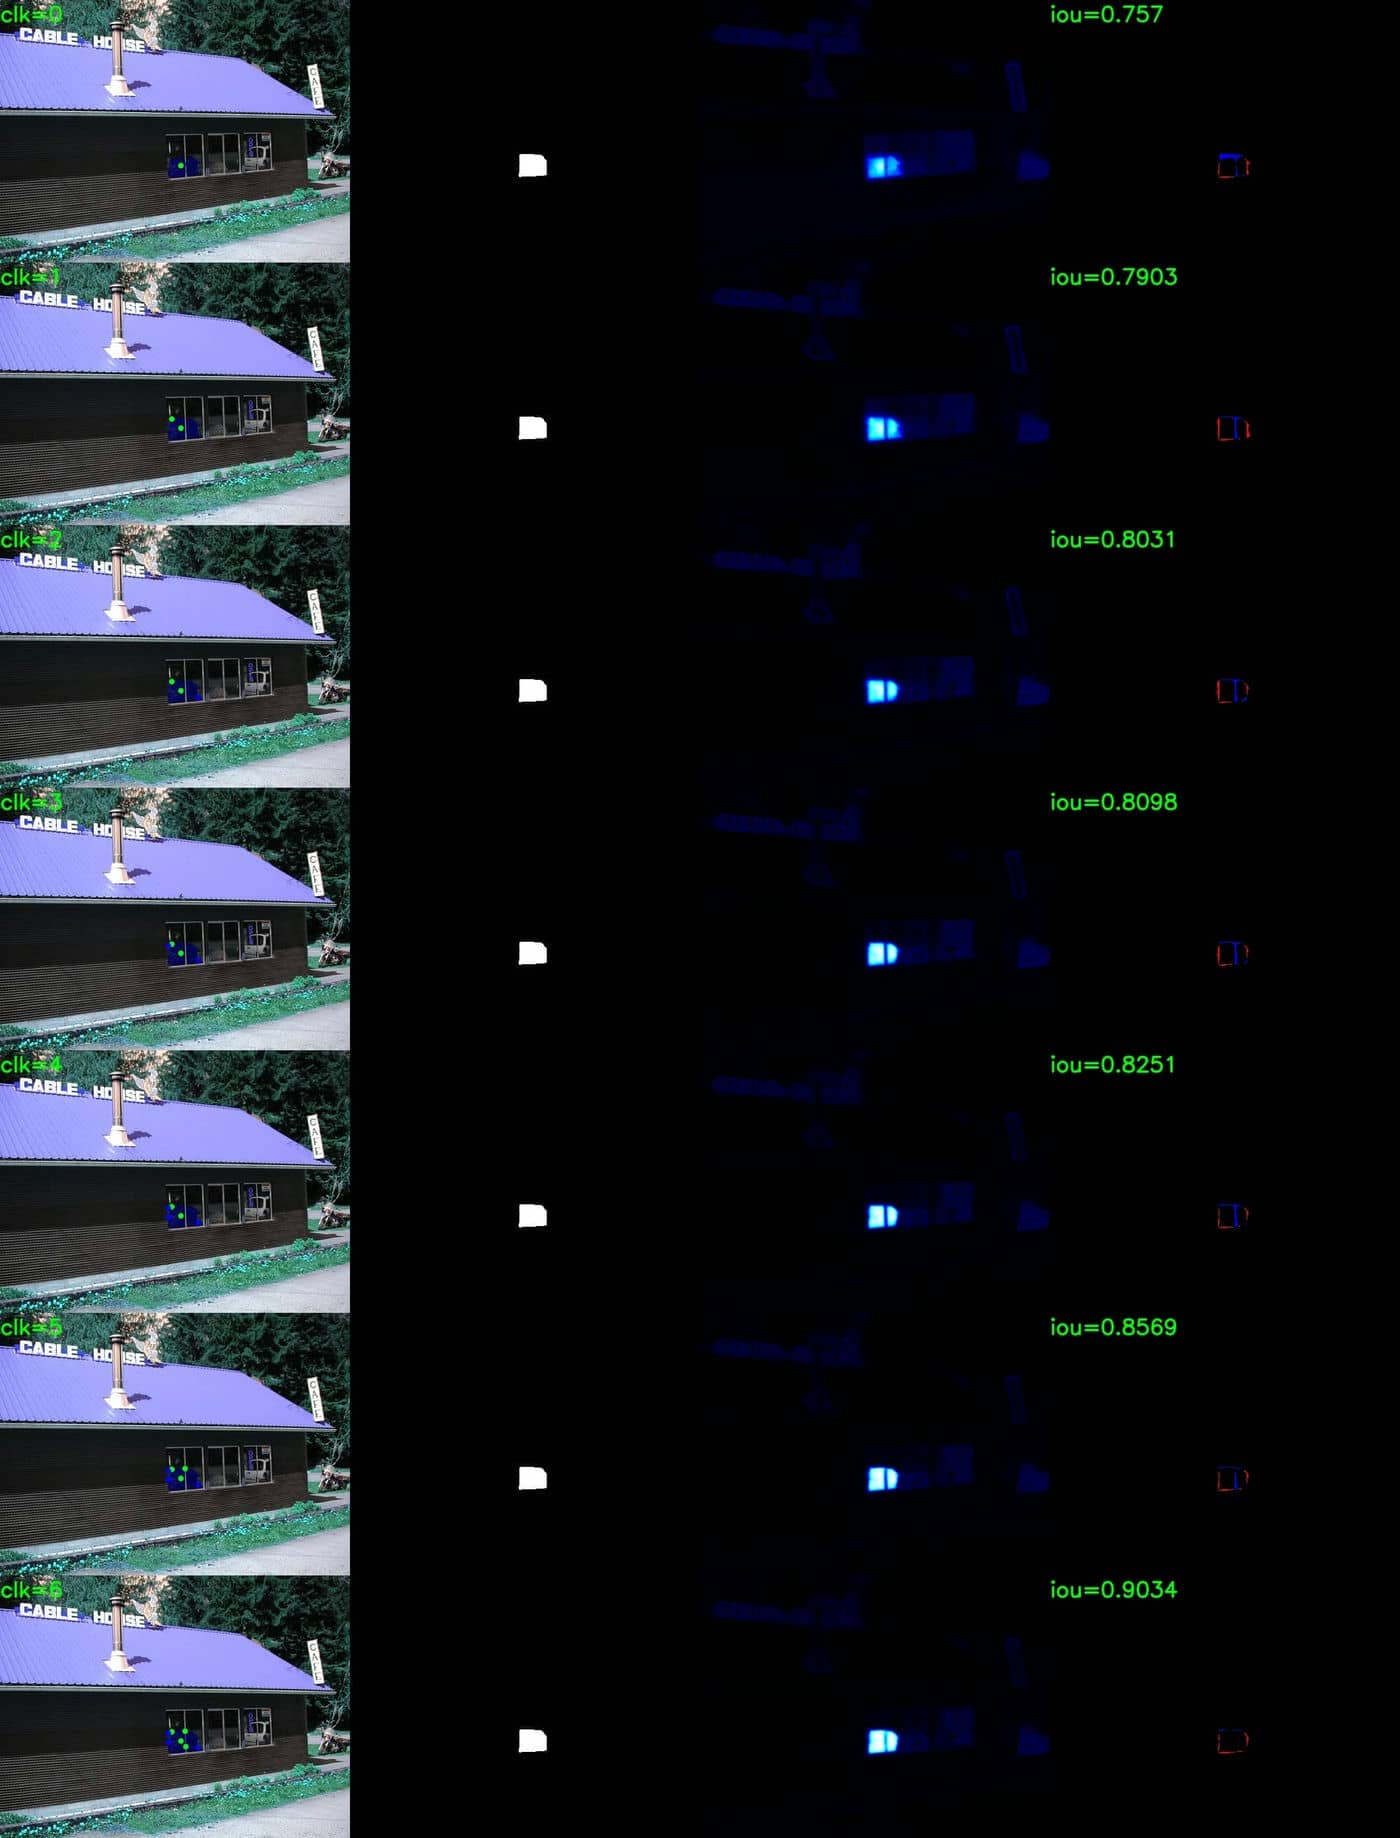 clk=0
iou=0.757
CABLE HOUSE
CAFE
clk=1
iou=0.7903
CABLE HOUSE
CAFE
clk=2
iou=0.8031
CABLE HOUSE
CAFE
clk=3
iou=0.8098
CABLE HOUSE
CAFE
clk=4
iou=0.8251
CABLE HOUSE
CAFE
clk=5
iou=0.8569
CABLE HOUSE
CAFE
clk=6
iou=0.9034
CABLE HOUSE
CAFE